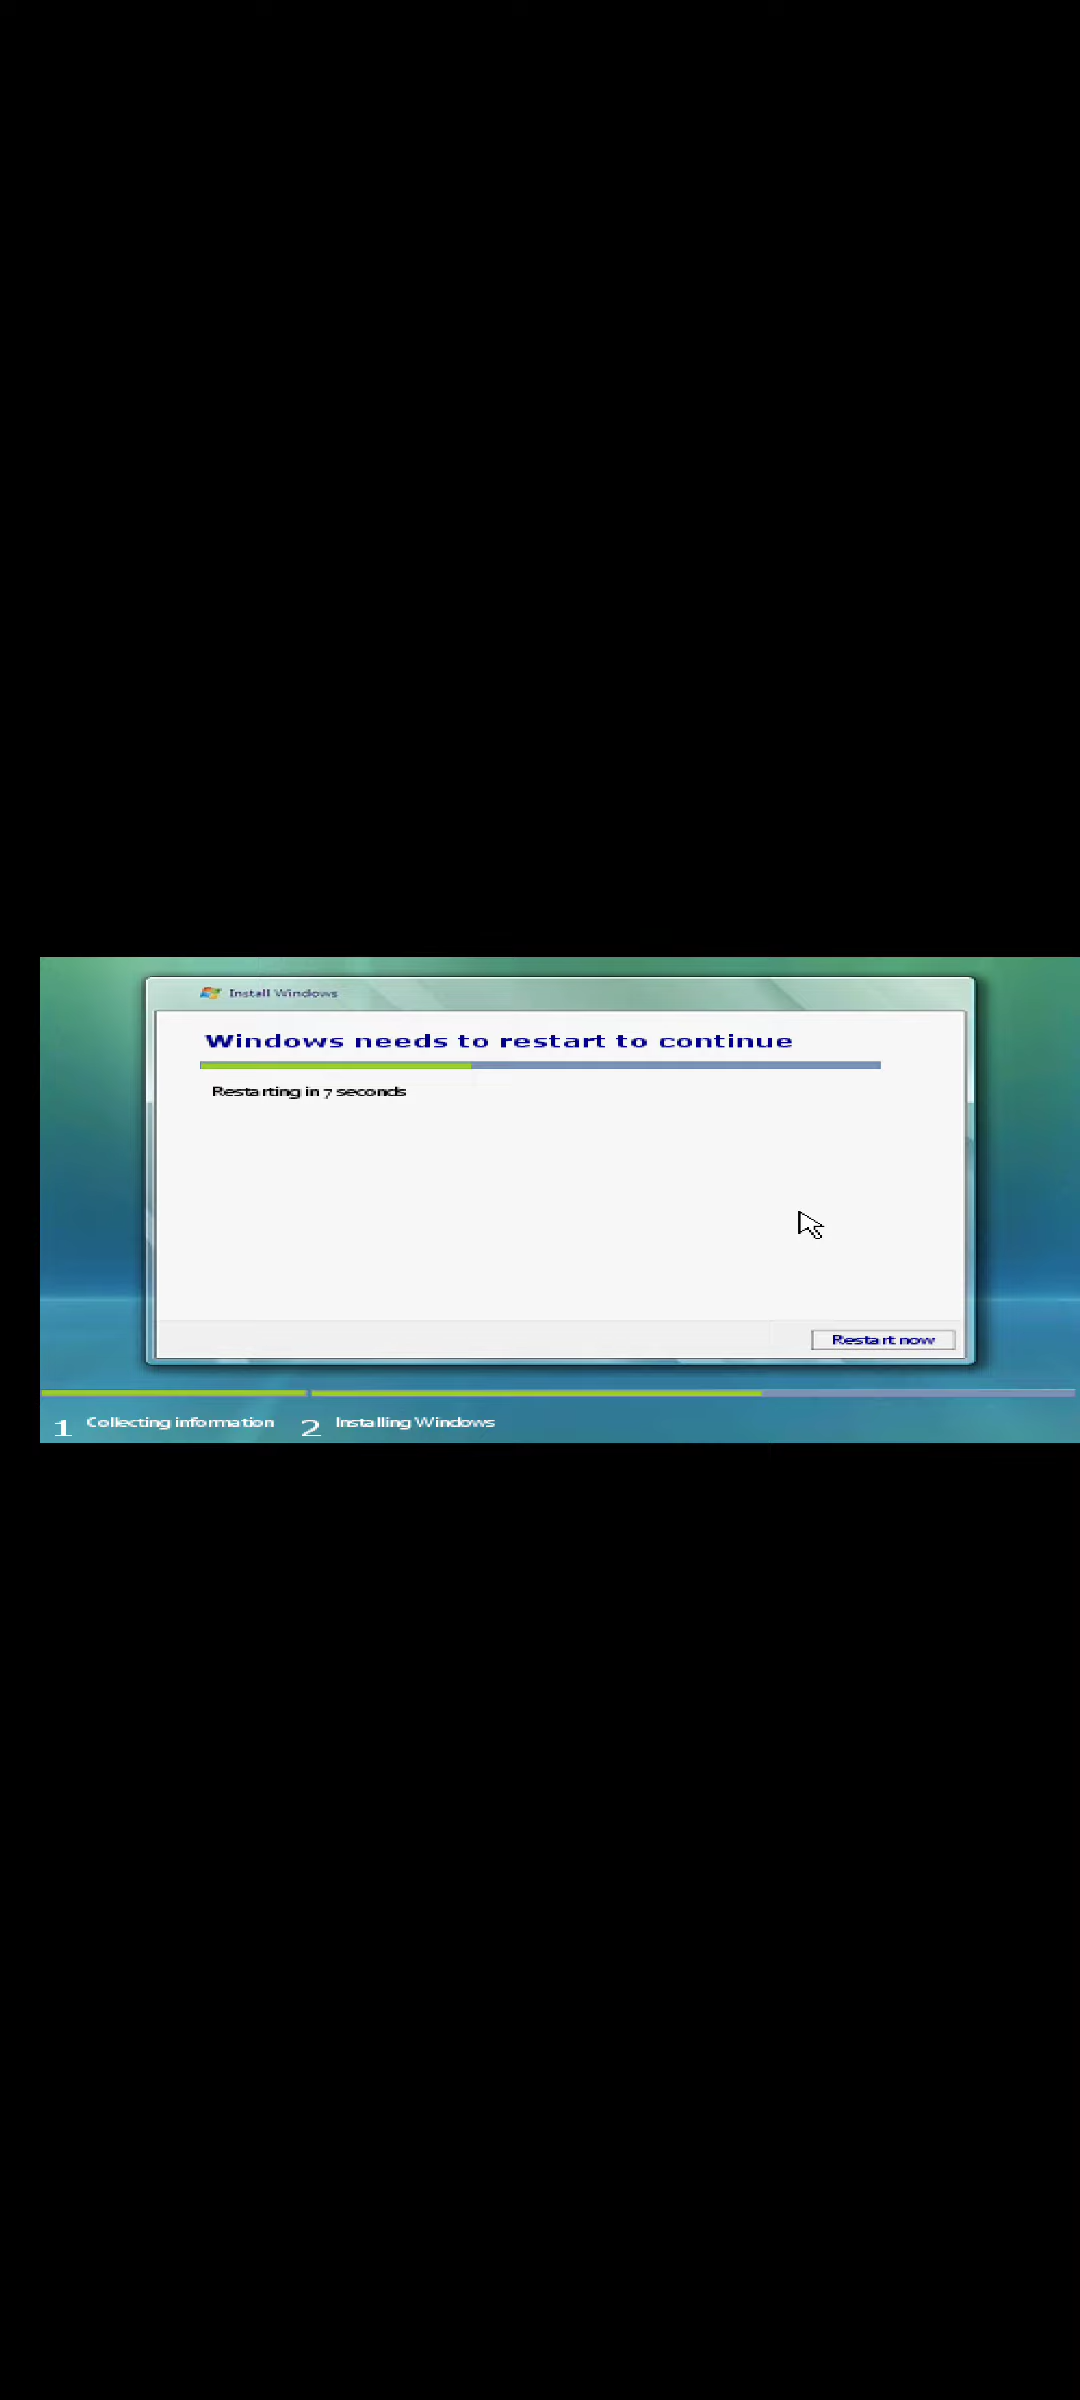 Install Windows
Windows needs to restart to continue
Restarting in 7 seconds
Restart now
1 Collecting information 2 Installing Windows